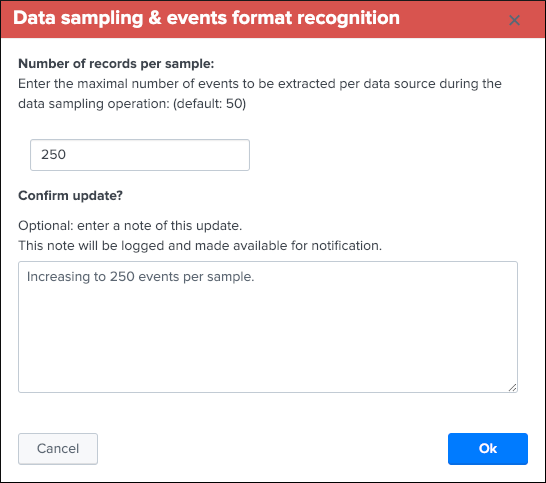 Data sampling & events format recognition
Number of records per sample:
Enter the maximal number of events to be extracted per data source during the
data sampling operation: (default: 50)
250
Confirm update?
Optional: enter a note of this update.
This note will be logged and made available for notification.
Increasing to 250 events per sample.
Cancel
Ok